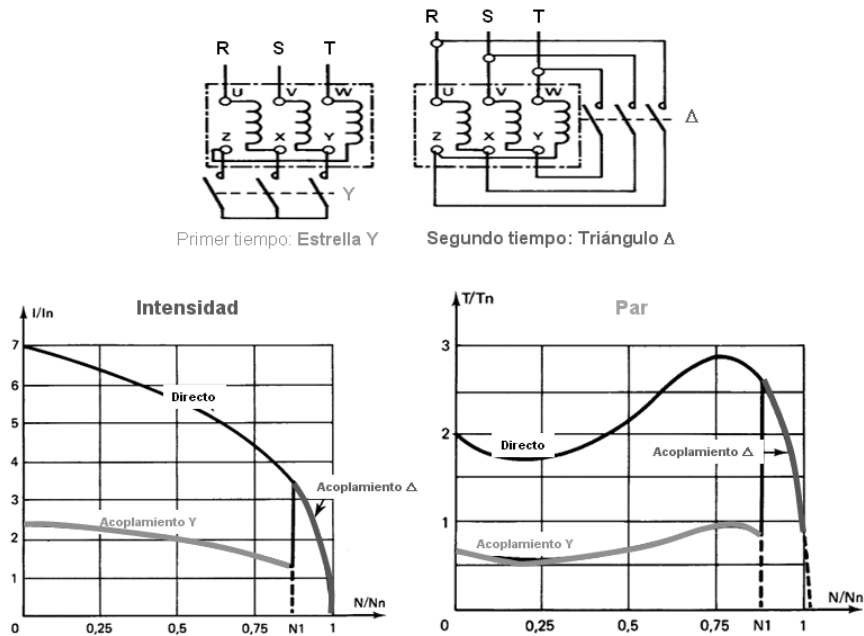 R S T
U V W
Z X Y
Y
Primer tiempo: Estrella Y
R S T
U V W
Z X Y
Δ
Segundo tiempo: Triángulo Δ
I/In
Intensidad
7
6
5
4
3
2
1
Directo
Acoplamiento Δ
Acoplamiento Y
0 0,25 0,5 0,75 N1 1
N/Nn
T/Tn
Par
3
2
1
Directo
Acoplamiento Δ
Acoplamiento Y
N/Nn
0 0,25 0,5 0,75 N1 1